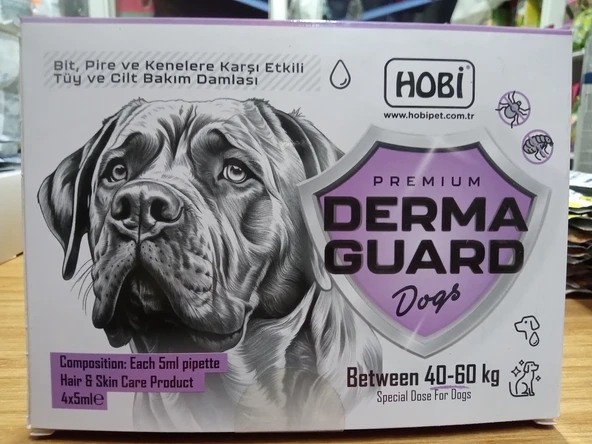 Bit, Pire ve Kenelere Karşı Etkili
Tüy ve Cilt Bakım Damlası
HOBi®
www.hobipet.com.tr
PREMIUM
DERMA
GUARD
Dogs
Composition: Each 5ml pipette
Hair & Skin Care Product
4x5ml℮
Between 40-60 kg
Special Dose For Dogs